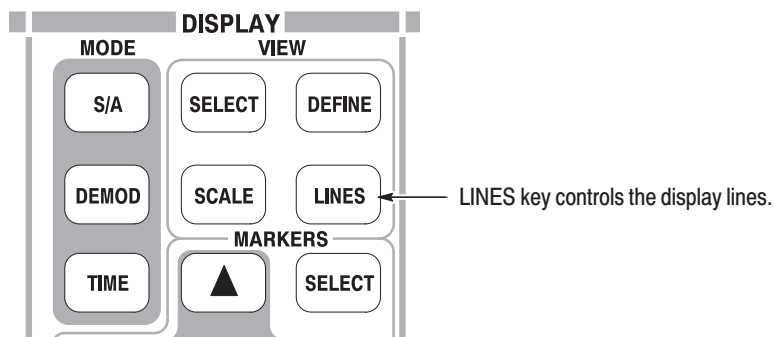 DISPLAY
MODE VIEW
S/A SELECT DEFINE
DEMOD SCALE LINES LINES key controls the display lines.
MARKERS
TIME SELECT